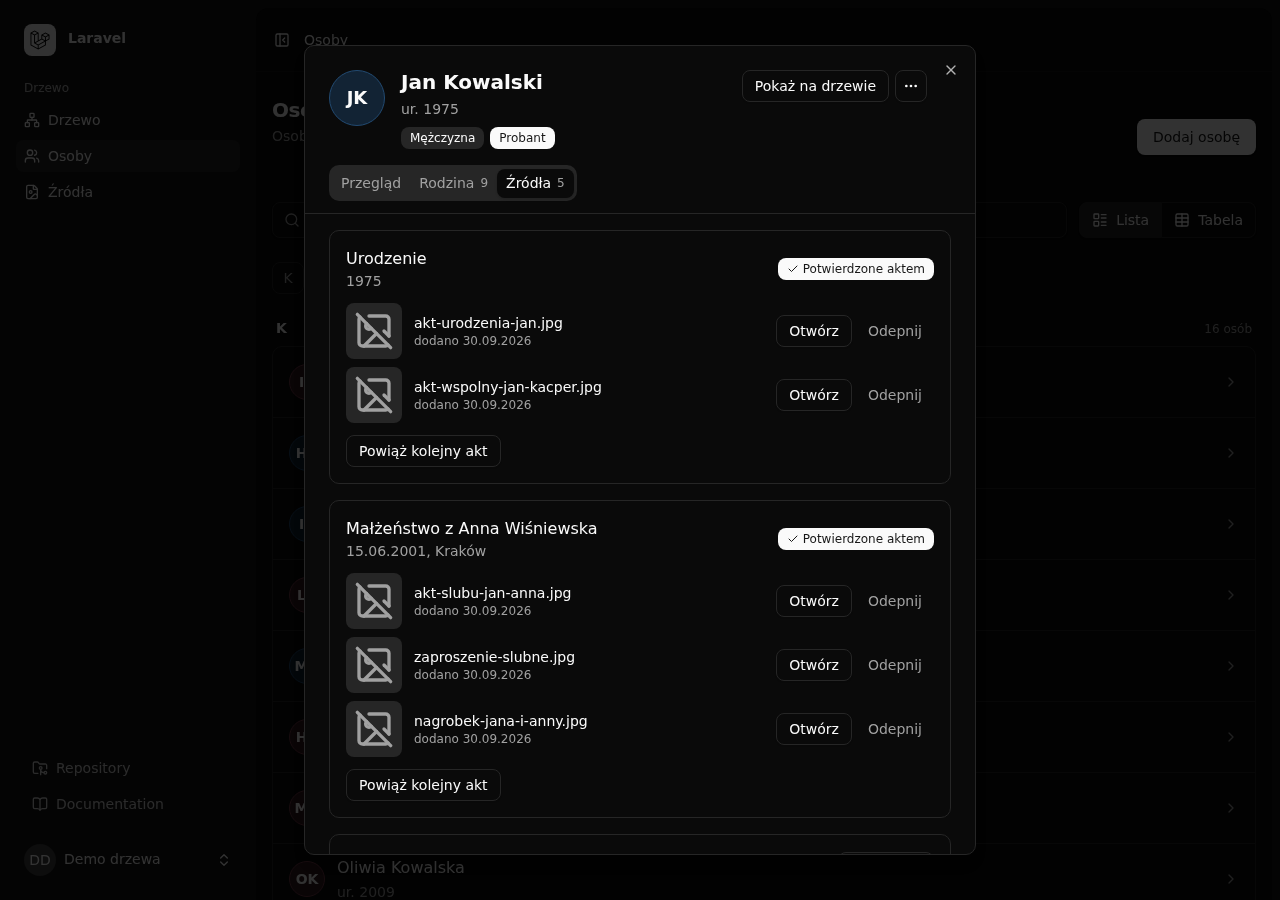 Laravel
Drzewo
Drzewo
Osoby
Źródła
Repository
Documentation
DD Demo drzewa
Osoby
Dodaj osobę
Lista
Tabela
K
K
16 osób
Oliwia Kowalska
OK
ur. 2009
JK
Jan Kowalski
ur. 1975
Mężczyzna Probant
Pokaż na drzewie
Przegląd Rodzina 9 Źródła 5
Urodzenie
1975
Potwierdzone aktem
akt-urodzenia-jan.jpg
dodano 30.09.2026
Otwórz Odepnij
akt-wspolny-jan-kacper.jpg
dodano 30.09.2026
Otwórz Odepnij
Powiąż kolejny akt
Małżeństwo z Anna Wiśniewska
15.06.2001, Kraków
Potwierdzone aktem
akt-slubu-jan-anna.jpg
dodano 30.09.2026
Otwórz Odepnij
zaproszenie-slubne.jpg
dodano 30.09.2026
Otwórz Odepnij
nagrobek-jana-i-anny.jpg
dodano 30.09.2026
Otwórz Odepnij
Powiąż kolejny akt